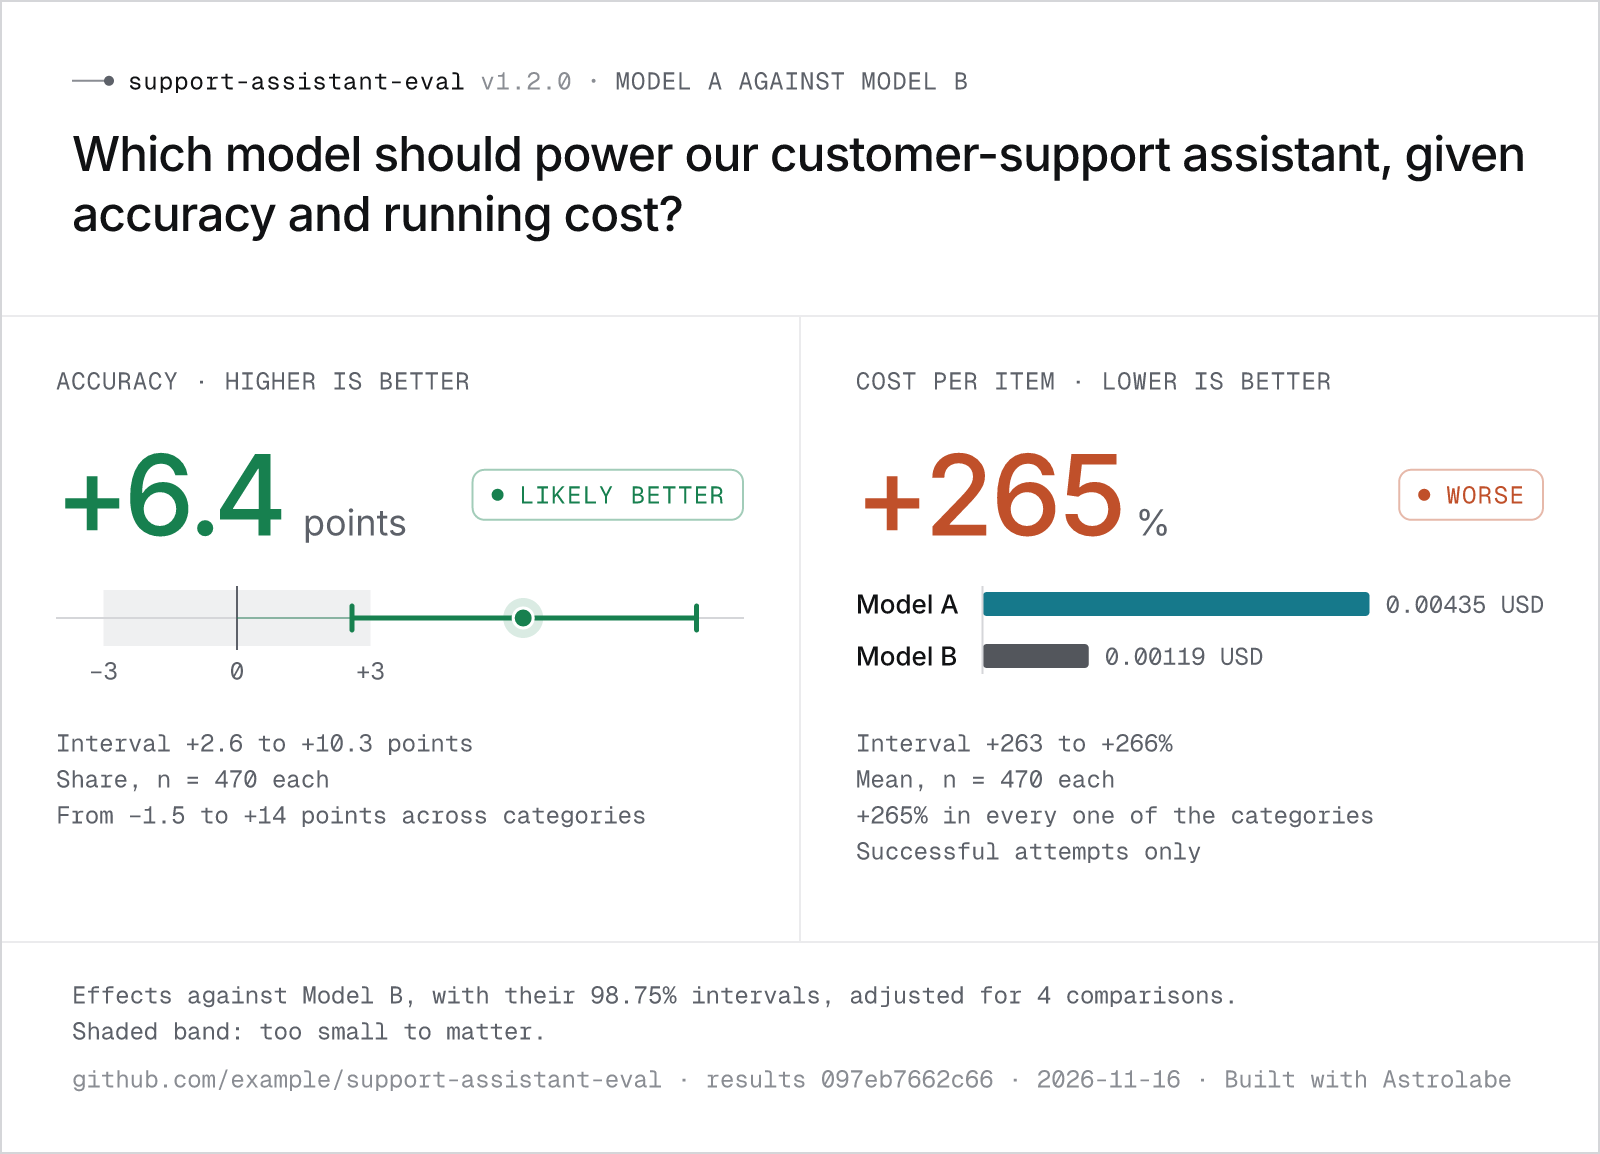 support-assistant-eval v1.2.0 · MODEL A AGAINST MODEL B
Which model should power our customer-support assistant, given
accuracy and running cost?
ACCURACY · HIGHER IS BETTER
+6.4 points
LIKELY BETTER
−3 0 +3
Interval +2.6 to +10.3 points
Share, n = 470 each
From −1.5 to +14 points across categories
COST PER ITEM · LOWER IS BETTER
+265 %
WORSE
Model A 0.00435 USD
Model B 0.00119 USD
Interval +263 to +266%
Mean, n = 470 each
+265% in every one of the categories
Successful attempts only
Effects against Model B, with their 98.75% intervals, adjusted for 4 comparisons.
Shaded band: too small to matter.
github.com/example/support-assistant-eval · results 097eb7662c66 · 2026-11-16 · Built with Astrolabe